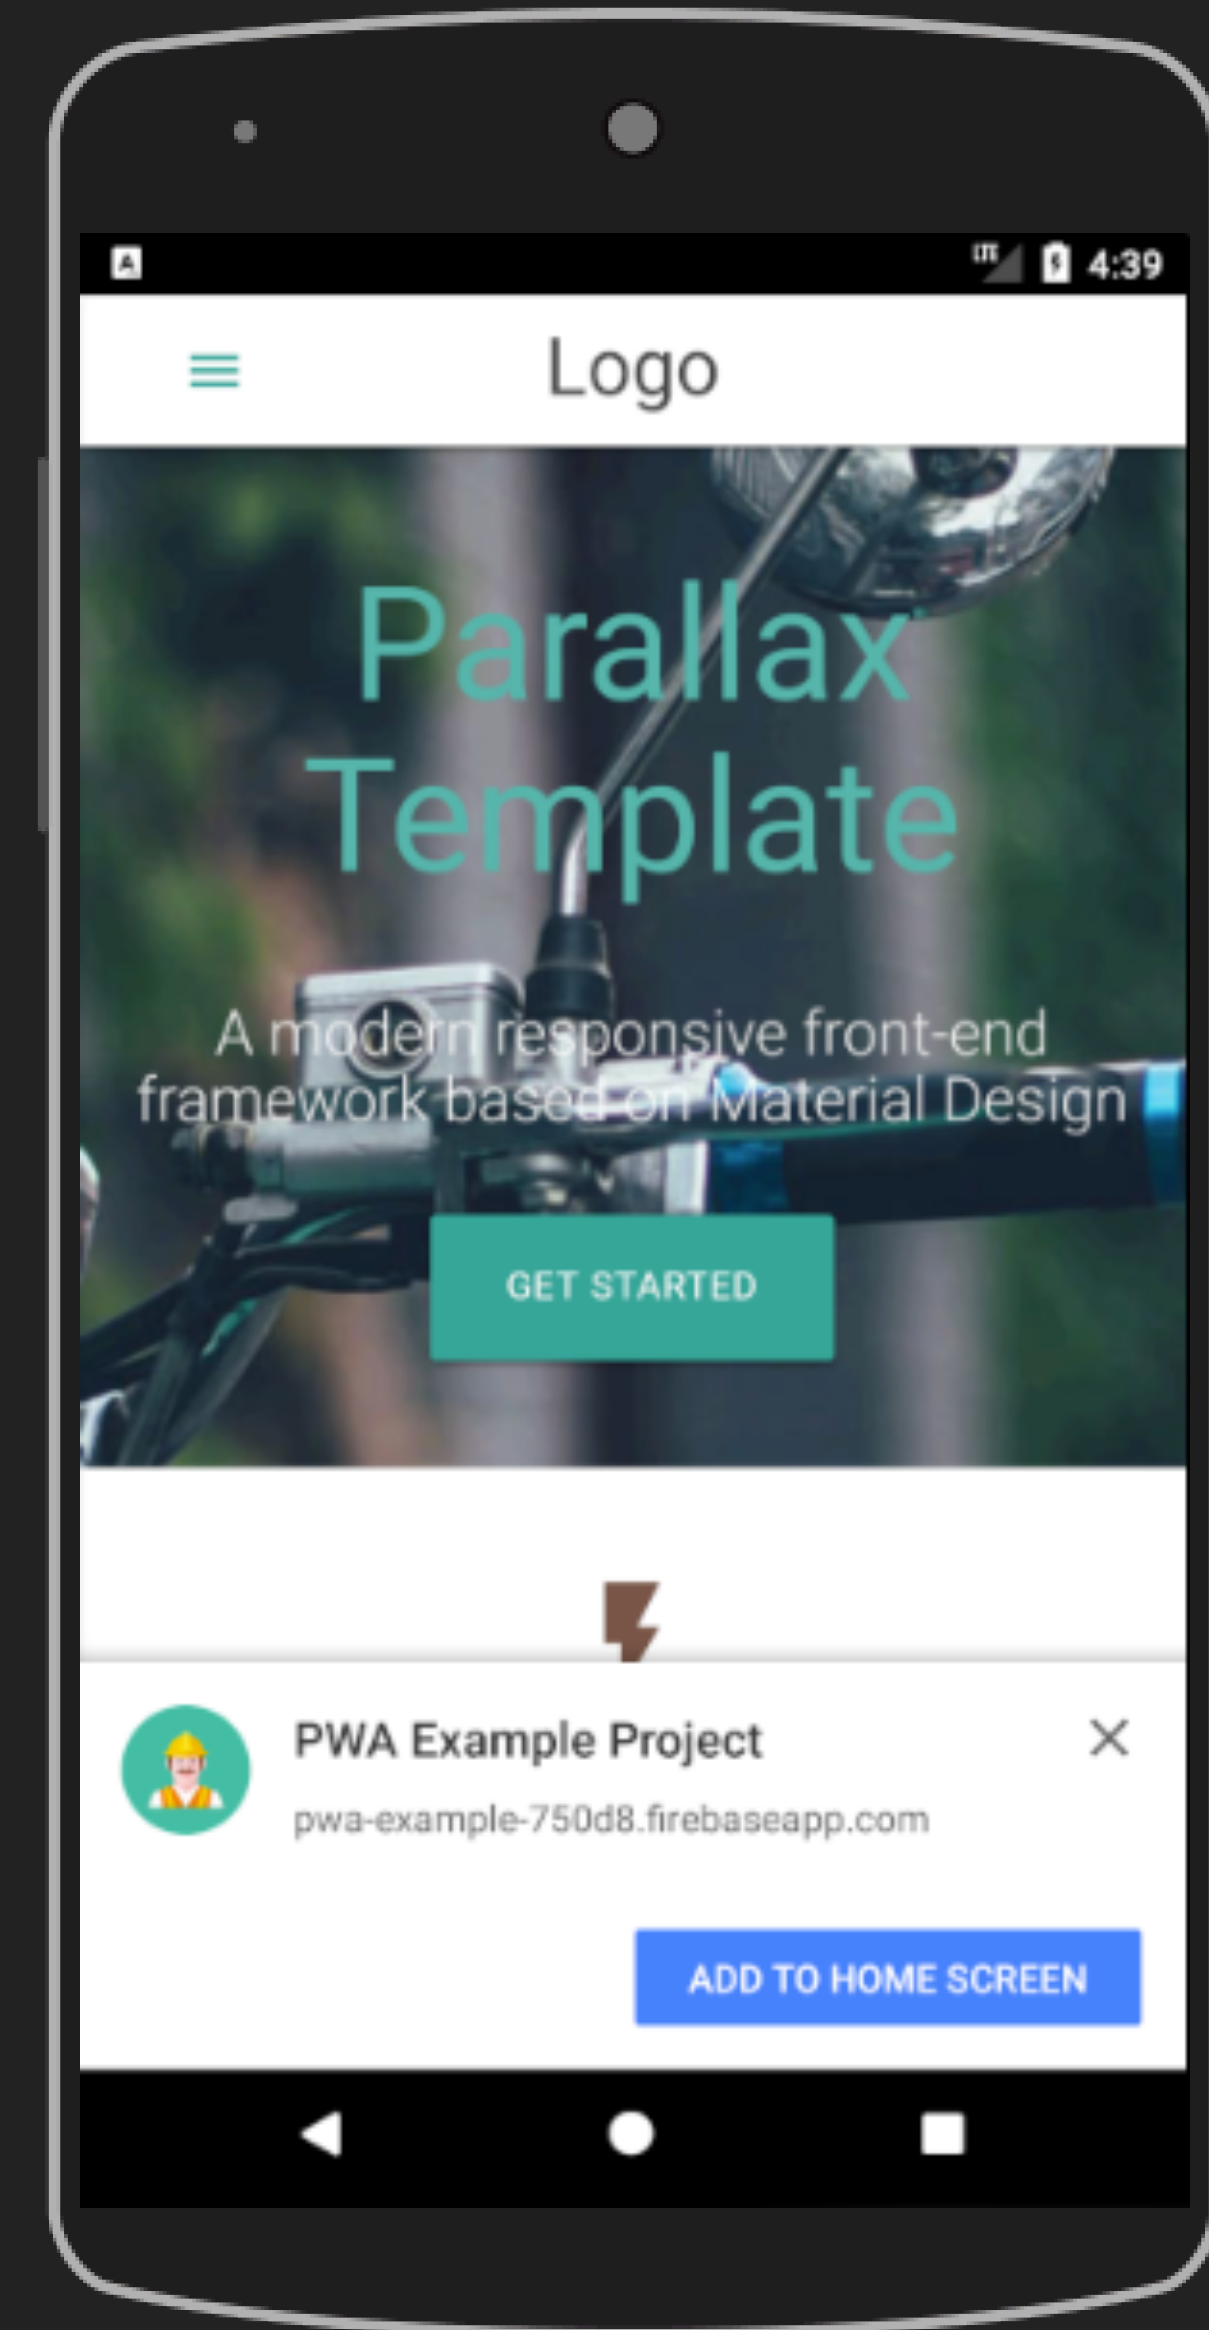 LTE 4:39
Logo
Parallax
Template
A modern responsive front-end
framework based on Material Design
GET STARTED
PWA Example Project
pwa-example-750d8.firebaseapp.com
ADD TO HOME SCREEN